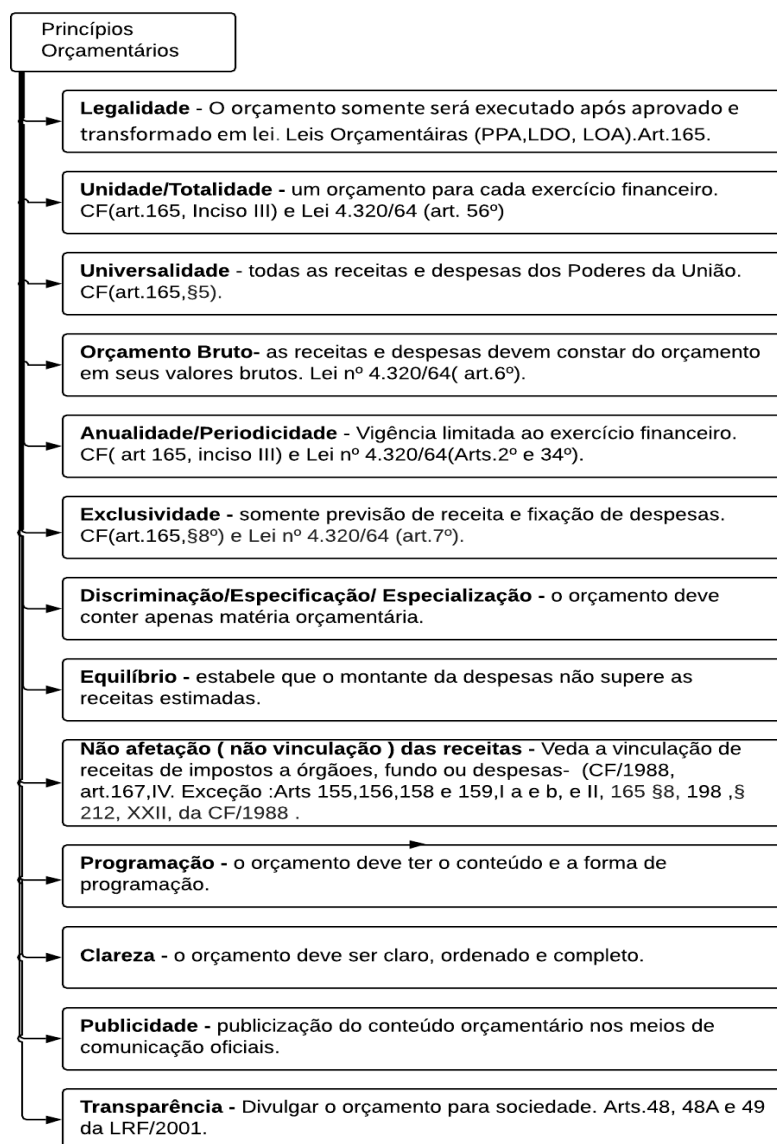 Princípios
Orçamentários
Legalidade - O orçamento somente será executado após aprovado e
transformado em lei. Leis Orçamentáiras (PPA,LDO, LOA).Art.165.
Unidade/Totalidade - um orçamento para cada exercício financeiro.
CF(art.165, Inciso III) e Lei 4.320/64 (art. 56º)
Universalidade - todas as receitas e despesas dos Poderes da União.
CF(art.165,§5).
Orçamento Bruto- as receitas e despesas devem constar do orçamento
em seus valores brutos. Lei nº 4.320/64( art.6º).
Anualidade/Periodicidade - Vigência limitada ao exercício financeiro.
CF( art 165, inciso III) e Lei nº 4.320/64(Arts.2º e 34º).
Exclusividade - somente previsão de receita e fixação de despesas.
CF(art.165,§8º) e Lei nº 4.320/64 (art.7º).
Discriminação/Especificação/ Especialização - o orçamento deve
conter apenas matéria orçamentária.
Equilíbrio - estabele que o montante da despesas não supere as
receitas estimadas.
Não afetação ( não vinculação ) das receitas - Veda a vinculação de
receitas de impostos a órgãoes, fundo ou despesas-  (CF/1988,
art.167,IV. Exceção :Arts 155,156,158 e 159,I a e b, e II, 165 §8, 198 ,§
212, XXII, da CF/1988 .
Programação - o orçamento deve ter o conteúdo e a forma de
programação.
Clareza - o orçamento deve ser claro, ordenado e completo.
Publicidade - publicização do conteúdo orçamentário nos meios de
comunicação oficiais.
Transparência - Divulgar o orçamento para sociedade. Arts.48, 48A e 49
da LRF/2001.